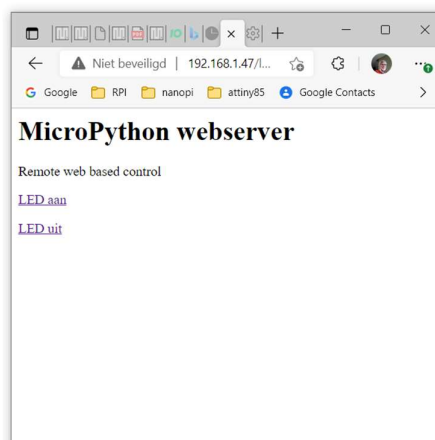 Niet beveiligd | 192.168.1.47/l...
Google RPI nanopi attiny85 Google Contacts
MicroPython webserver
Remote web based control
LED aan
LED uit